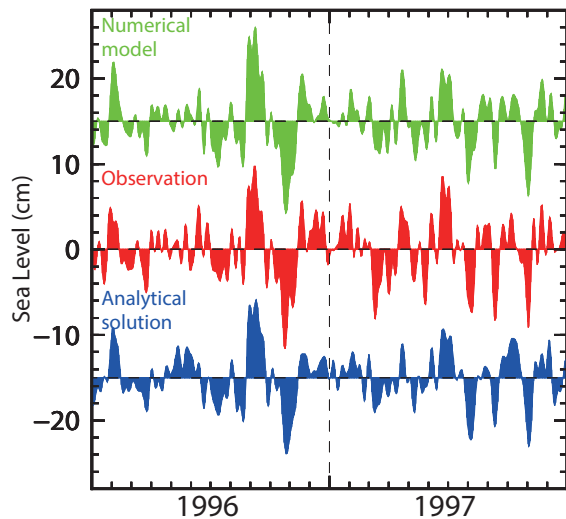 Numerical
model
20
10
Observation
0
Sea Level (cm)
Analytical
solution
−10
−20
1996 1997